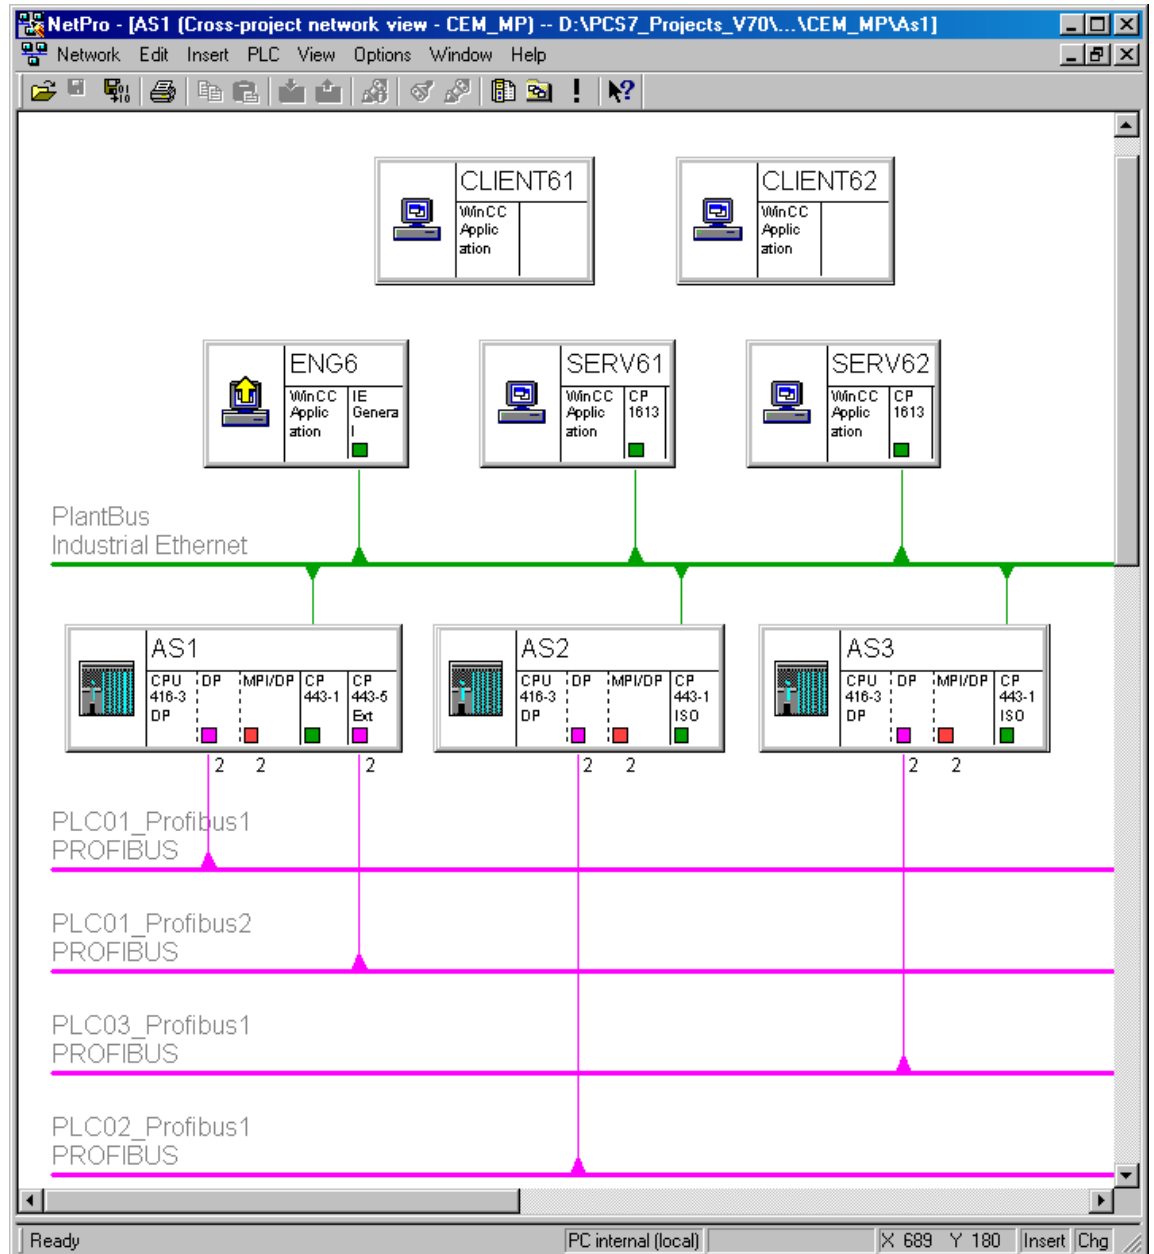 NetPro - [AS1 (Cross-project network view - CEM_MP) -- D:\PCS7_Projects_V70\...\CEM_MP\As1]
Network Edit Insert PLC View Options Window Help
CLIENT61
WinCC
Applic
ation
CLIENT62
WinCC
Applic
ation
ENG6
WinCC
Applic
ation
IE
Genera
l
SERV61
WinCC
Applic
ation
CP
1613
SERV62
WinCC
Applic
ation
CP
1613
PlantBus
Industrial Ethernet
AS1
CPU
416-3
DP
DP
MPI/DP
CP
443-1
CP
443-5
Ext
2 2 2
AS2
CPU
416-3
DP
DP
MPI/DP
CP
443-1
ISO
2 2
AS3
CPU
416-3
DP
DP
MPI/DP
CP
443-1
ISO
2 2
PLC01_Profibus1
PROFIBUS
PLC01_Profibus2
PROFIBUS
PLC03_Profibus1
PROFIBUS
PLC02_Profibus1
PROFIBUS
Ready PC internal (local) X 689 Y 180 Insert Chg